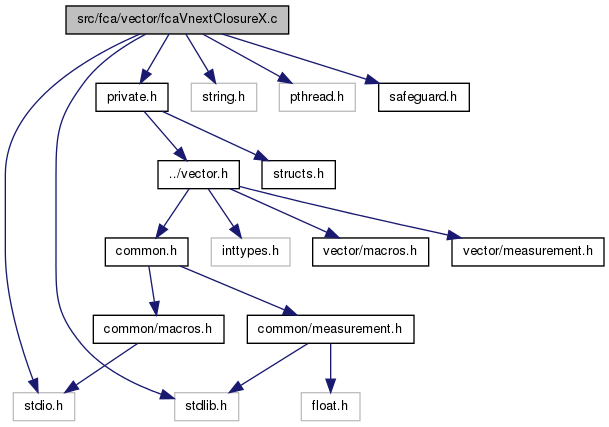 src/fca/vector/fcaVnextClosureX.c
private.h
string.h
pthread.h
safeguard.h
../vector.h
structs.h
common.h
inttypes.h
vector/macros.h
vector/measurement.h
common/macros.h
common/measurement.h
stdio.h
stdlib.h
float.h